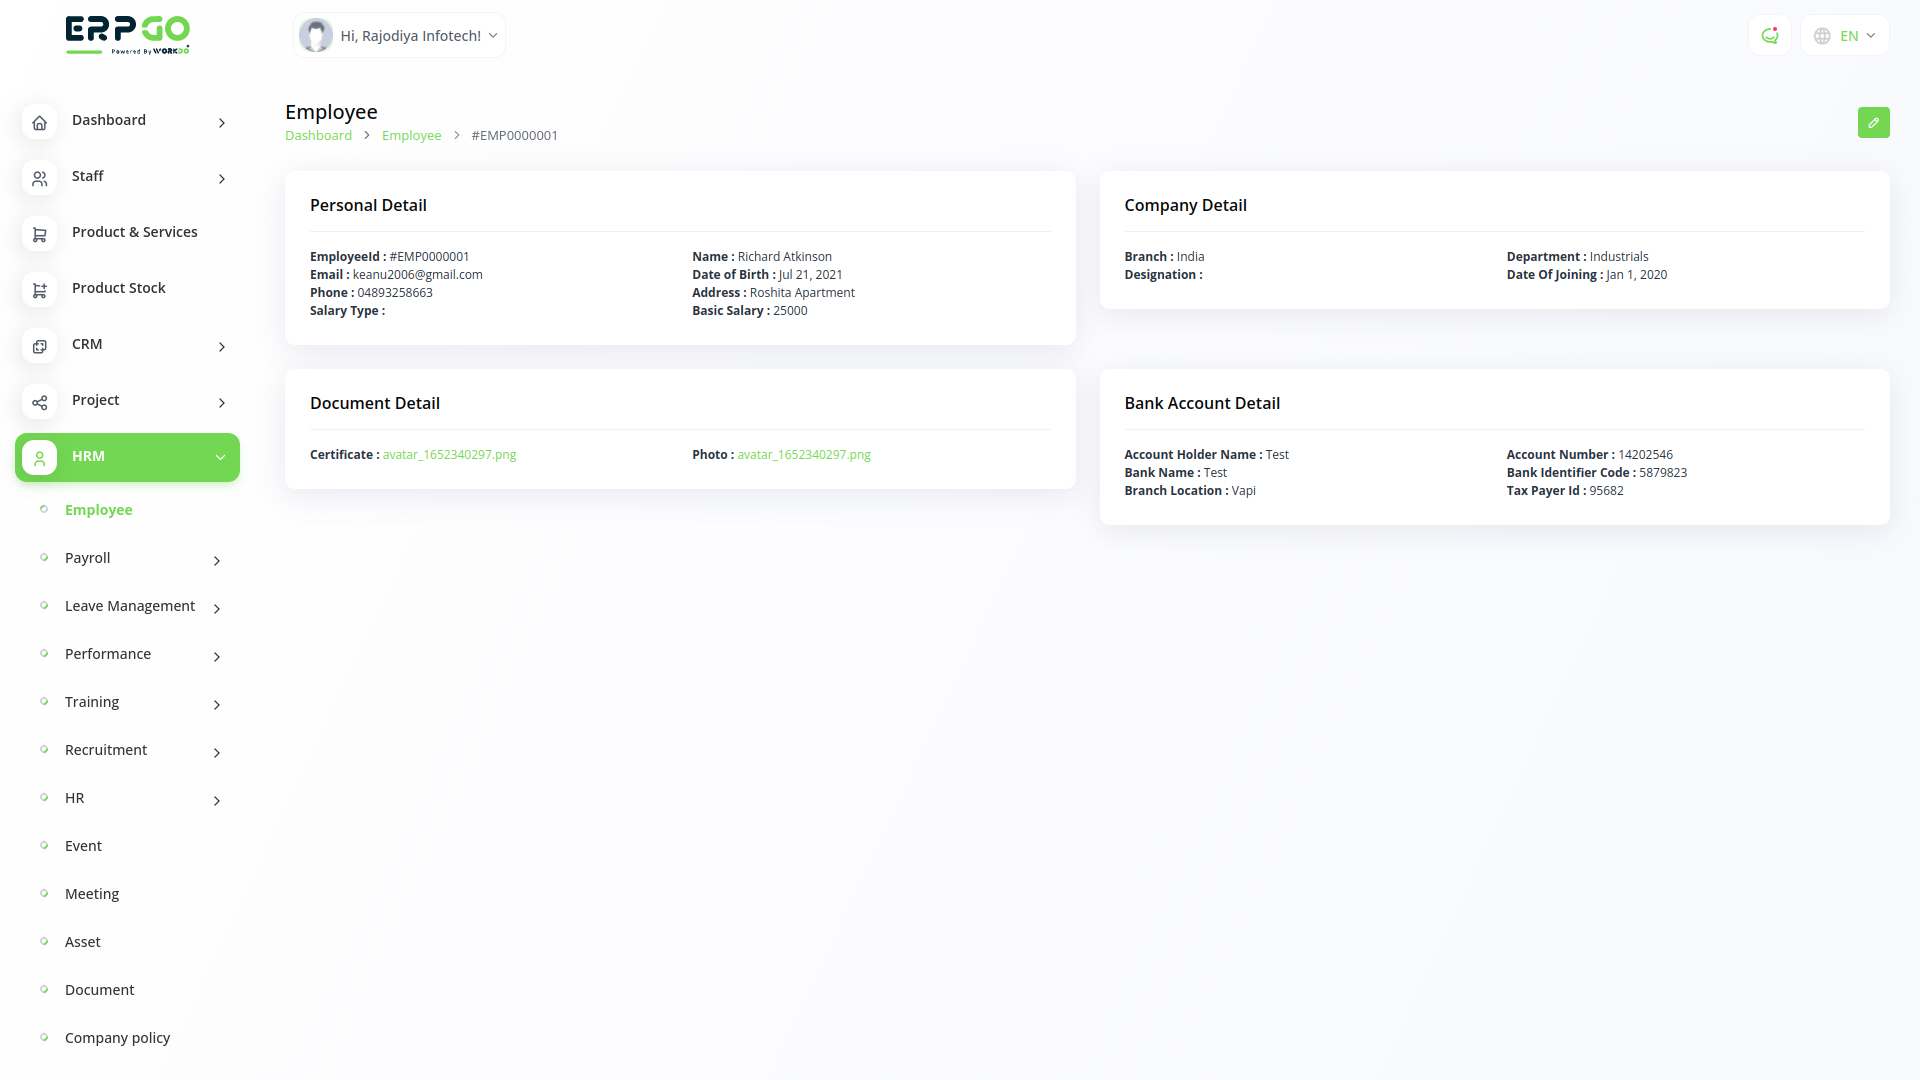 ERPGO
Powered By WORKDO
Hi, Rajodiya Infotech!
EN
Dashboard
Staff
Product & Services
Product Stock
CRM
Project
HRM
Employee
Payroll
Leave Management
Performance
Training
Recruitment
HR
Event
Meeting
Asset
Document
Company policy
Employee
Dashboard > Employee > #EMP0000001
Personal Detail
EmployeeId : #EMP0000001
Name : Richard Atkinson
Email : keanu2006@gmail.com
Date of Birth : Jul 21, 2021
Phone : 04893258663
Address : Roshita Apartment
Salary Type :
Basic Salary : 25000
Company Detail
Branch : India
Department : Industrials
Designation :
Date Of Joining : Jan 1, 2020
Document Detail
Certificate : avatar_1652340297.png
Photo : avatar_1652340297.png
Bank Account Detail
Account Holder Name : Test
Account Number : 14202546
Bank Name : Test
Bank Identifier Code : 5879823
Branch Location : Vapi
Tax Payer Id : 95682